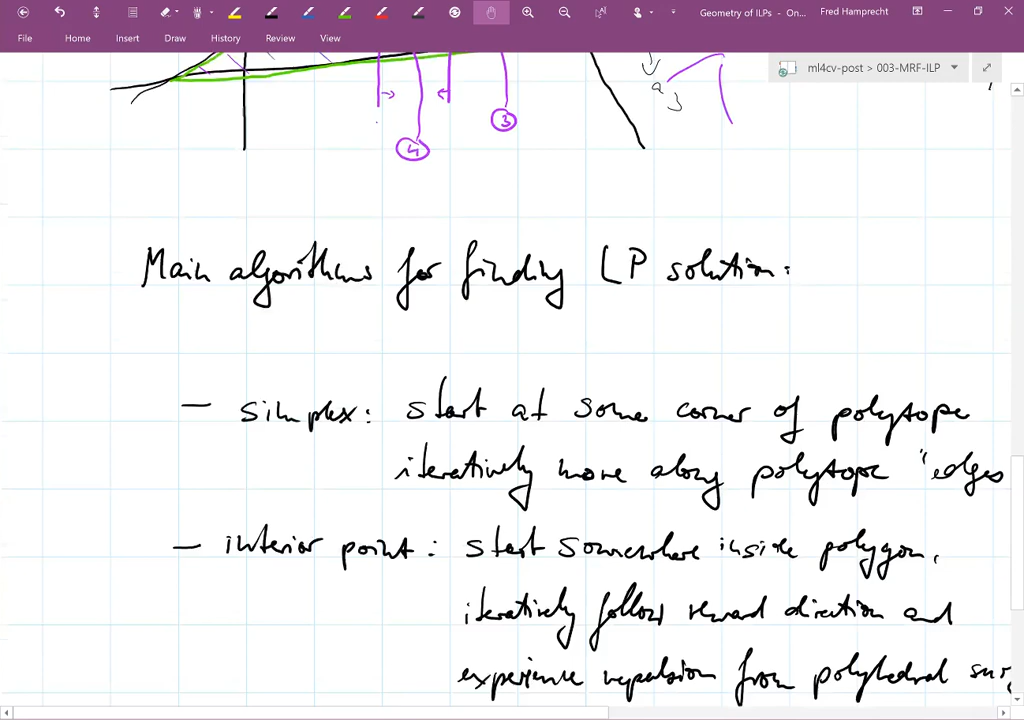 Geometry of ILPs - On...
Fred Hamprecht
File
Home
Insert
Draw
History
Review
View
ml4cv-post > 003-MRF-ILP
4
3
3
Main algorithms for finding LP solution:
— simplex: start at some corner of polytope
iteratively move along polytope "edges
— interior point: start somewhere inside polygon,
iteratively follow reward direction and
experience repulsion from polyhedral sur